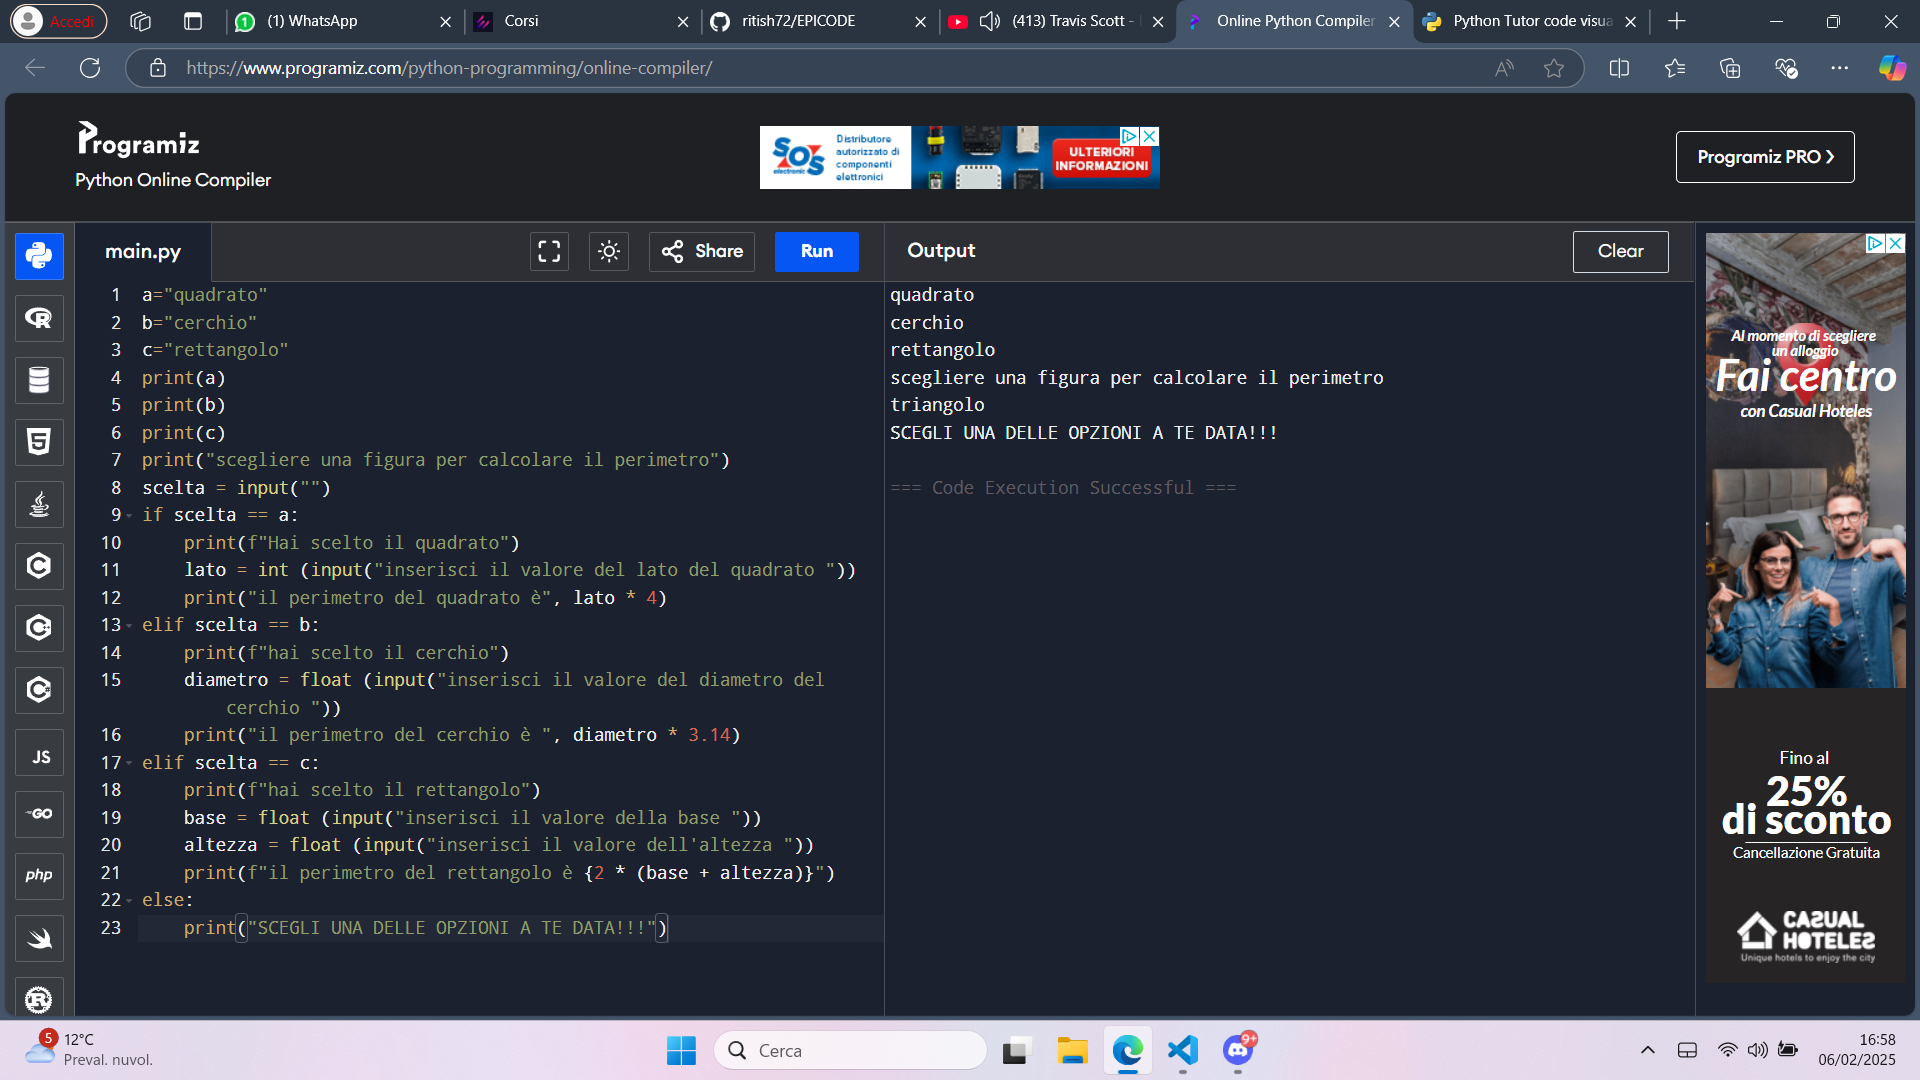 Accedi
(1) WhatsApp
Corsi
ritish72/EPICODE
(413) Travis Scott -
Online Python Compiler
Python Tutor code visua
https://www.programiz.com/python-programming/online-compiler/
Programiz
Python Online Compiler
SOS
electronic
Distributore
autorizzato di
componenti
elettronici
ULTERIORI
INFORMAZIONI
Programiz PRO
main.py
Share
Run
Output
Clear
1 a="quadrato"
2 b="cerchio"
3 c="rettangolo"
4 print(a)
5 print(b)
6 print(c)
7 print("scegliere una figura per calcolare il perimetro")
8 scelta = input("")
9 if scelta == a:
10 print(f"Hai scelto il quadrato")
11 lato = int (input("inserisci il valore del lato del quadrato "))
12 print("il perimetro del quadrato è", lato * 4)
13 elif scelta == b:
14 print(f"hai scelto il cerchio")
15 diametro = float (input("inserisci il valore del diametro del
cerchio "))
16 print("il perimetro del cerchio è ", diametro * 3.14)
17 elif scelta == c:
18 print(f"hai scelto il rettangolo")
19 base = float (input("inserisci il valore della base "))
20 altezza = float (input("inserisci il valore dell'altezza "))
21 print(f"il perimetro del rettangolo è {2 * (base + altezza)}")
22 else:
23 print("SCEGLI UNA DELLE OPZIONI A TE DATA!!!")
quadrato
cerchio
rettangolo
scegliere una figura per calcolare il perimetro
triangolo
SCEGLI UNA DELLE OPZIONI A TE DATA!!!
=== Code Execution Successful ===
Al momento di scegliere
un alloggio
Fai centro
con Casual Hoteles
Fino al
25%
di sconto
Cancellazione Gratuita
CASUAL
HOTELES
Unique hotels to enjoy the city
R
5
C
C
C#
JS
GO
php
R
5
12°C
Preval. nuvol.
Cerca
9+
16:58
06/02/2025